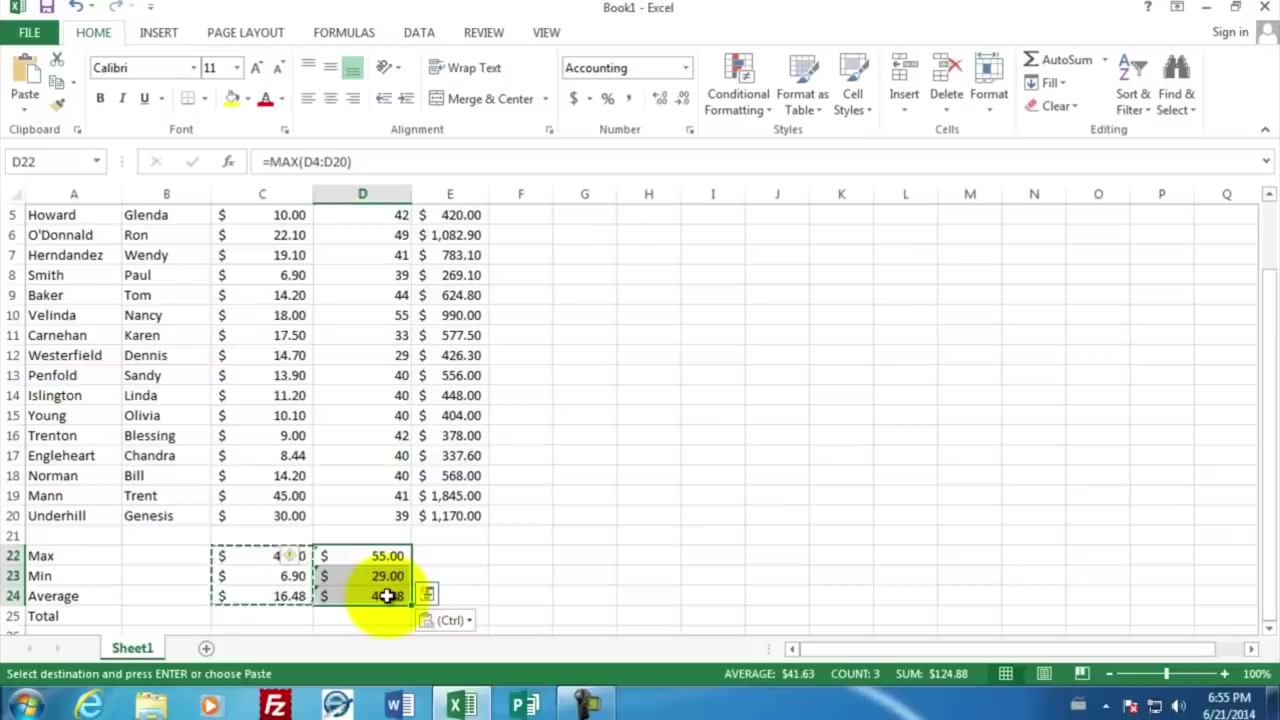 Book1 - Excel
?
FILE HOME INSERT PAGE LAYOUT FORMULAS DATA REVIEW VIEW Sign in
Paste
Clipboard
Calibri 11
B I U
Font
Wrap Text
Merge & Center
Alignment
Accounting
$ % ,
Number
Conditional Formatting
Format as Table
Cell Styles
Styles
Insert Delete Format
Cells
AutoSum
Fill
Clear
Sort & Filter
Find & Select
Editing
D22 fx =MAX(D4:D20)
A B C D E F G H I J K L M N O P Q
5 Howard Glenda $ 10.00 42 $ 420.00
6 O'Donnald Ron $ 22.10 49 $ 1,082.90
7 Herndandez Wendy $ 19.10 41 $ 783.10
8 Smith Paul $ 6.90 39 $ 269.10
9 Baker Tom $ 14.20 44 $ 624.80
10 Velinda Nancy $ 18.00 55 $ 990.00
11 Carnehan Karen $ 17.50 33 $ 577.50
12 Westerfield Dennis $ 14.70 29 $ 426.30
13 Penfold Sandy $ 13.90 40 $ 556.00
14 Islington Linda $ 11.20 40 $ 448.00
15 Young Olivia $ 10.10 40 $ 404.00
16 Trenton Blessing $ 9.00 42 $ 378.00
17 Engleheart Chandra $ 8.44 40 $ 337.60
18 Norman Bill $ 14.20 40 $ 568.00
19 Mann Trent $ 45.00 41 $ 1,845.00
20 Underhill Genesis $ 30.00 39 $ 1,170.00
21
22 Max $ $ 55.00
23 Min $ 6.90 $ 29.00
24 Average $ 16.48 $
25 Total
(Ctrl)
Sheet1
Select destination and press ENTER or choose Paste AVERAGE: $41.63 COUNT: 3 SUM: $124.88 100%
6:55 PM
6/21/2014